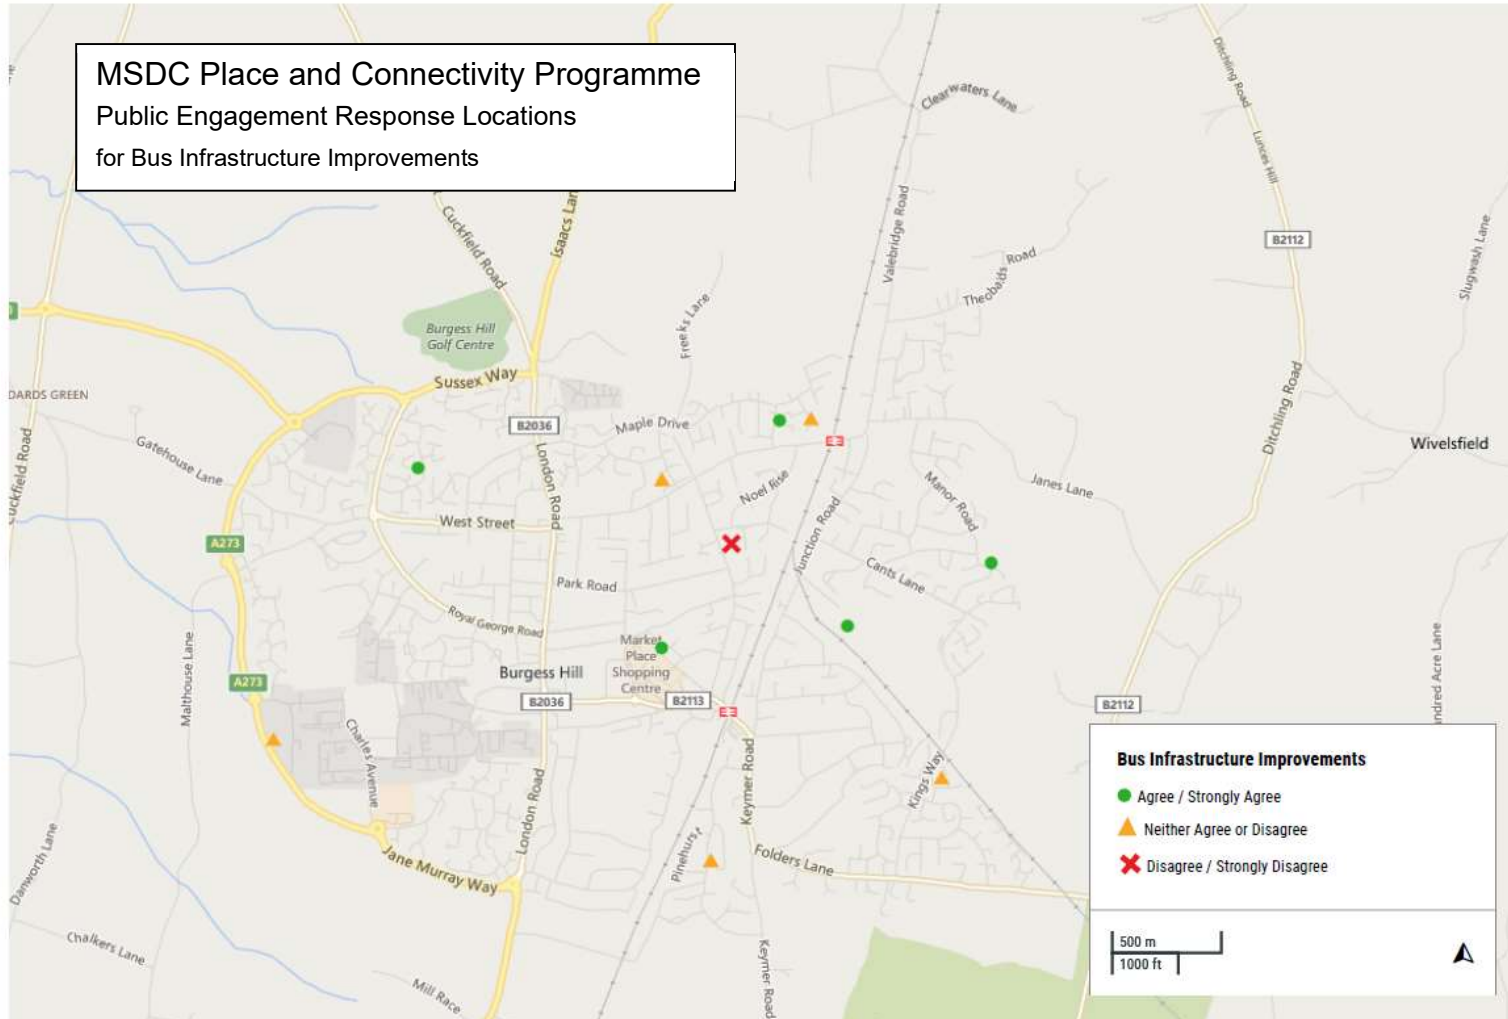 MSDC Place and Connectivity Programme
Public Engagement Response Locations
for Bus Infrastructure Improvements
Clearwaters Lane
Ditchling Road
Lunces Hill
Cuckfield Road
Isaacs Lan
Valebridge Road
B2112
Slugwash Lane
Theobalds Road
Freeks Lane
Burgess Hill
Golf Centre
Sussex Way
DARDS GREEN
B2036
Maple Drive
Ditchling Road
Wivelsfield
Gatehouse Lane
London Road
Cuckfield Road
Noel Rise
Manor Road
Janes Lane
West Street
A273
Junction Road
Cants Lane
Park Road
Royal George Road
Malthouse Lane
Market
Place
Shopping
Centre
Burgess Hill
A273
B2036
B2113
B2112
andred Acre Lane
Charles Avenue
Keymer Road
Kings Way
London Road
Pinehurst
Folders Lane
Jane Murray Way
Danworth Lane
Chalkers Lane
Mill Race
Keymer Road
Bus Infrastructure Improvements
Agree / Strongly Agree
Neither Agree or Disagree
Disagree / Strongly Disagree
500 m
1000 ft